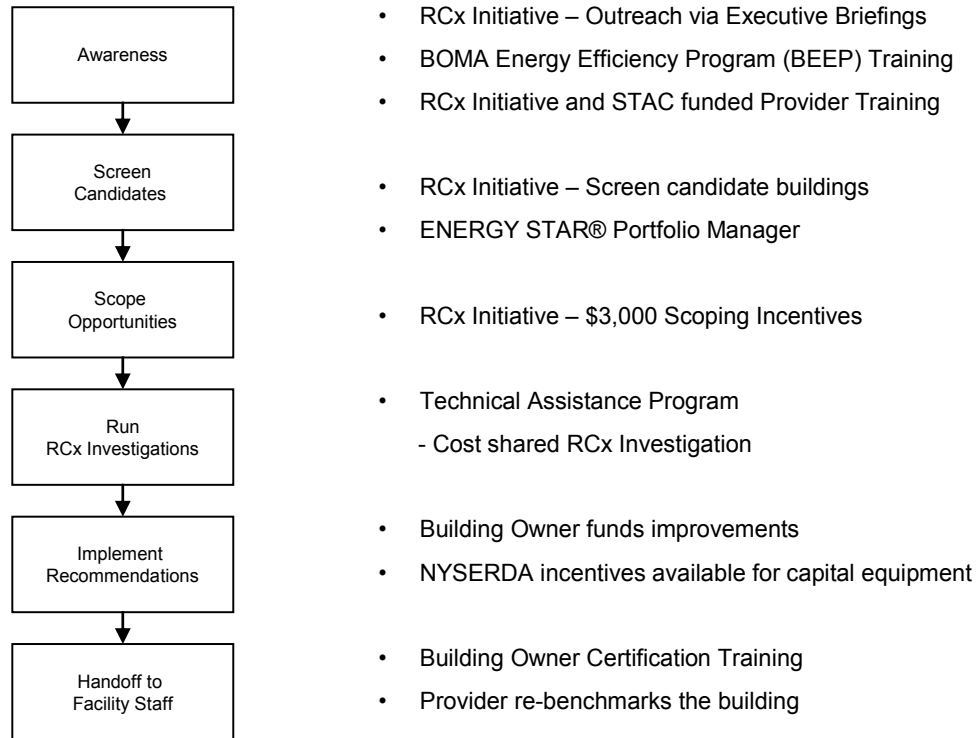 Awareness
• RCx Initiative – Outreach via Executive Briefings
• BOMA Energy Efficiency Program (BEEP) Training
• RCx Initiative and STAC funded Provider Training
Screen
Candidates
• RCx Initiative – Screen candidate buildings
• ENERGY STAR® Portfolio Manager
Scope
Opportunities
• RCx Initiative – $3,000 Scoping Incentives
Run
RCx Investigations
• Technical Assistance Program
- Cost shared RCx Investigation
Implement
Recommendations
• Building Owner funds improvements
• NYSERDA incentives available for capital equipment
Handoff to
Facility Staff
• Building Owner Certification Training
• Provider re-benchmarks the building